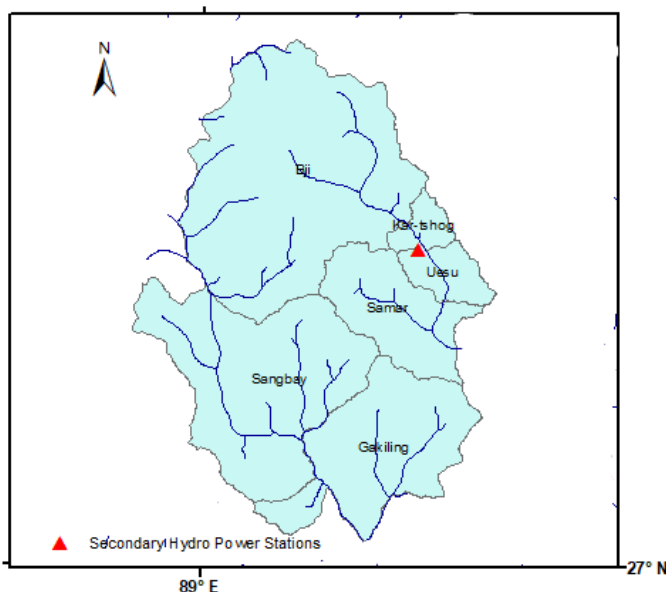 N
Bji
Kar-tshog
Uesu
Samar
Sangbay
Gakiling
Secondary Hydro Power Stations
27° N
89° E